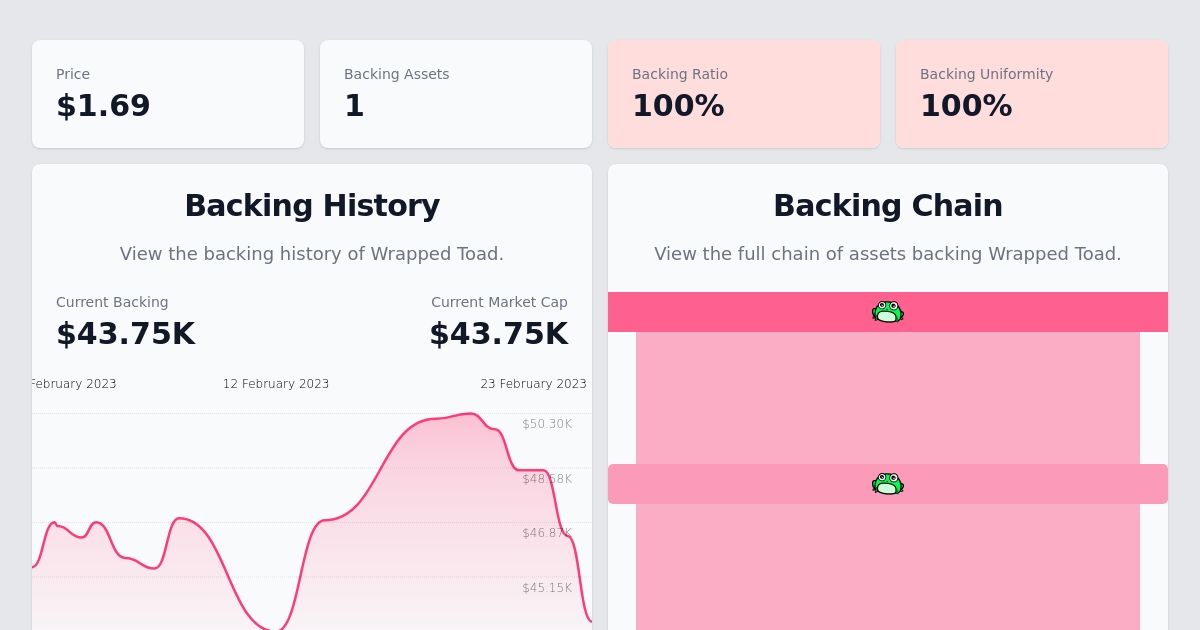 Price
$1.69
Backing Assets
1
Backing Ratio
100%
Backing Uniformity
100%
Backing History
View the backing history of Wrapped Toad.
Current Backing
$43.75K
Current Market Cap
$43.75K
February 2023
12 February 2023
23 February 2023
$50.30K
$48.58K
$46.87K
$45.15K
Backing Chain
View the full chain of assets backing Wrapped Toad.